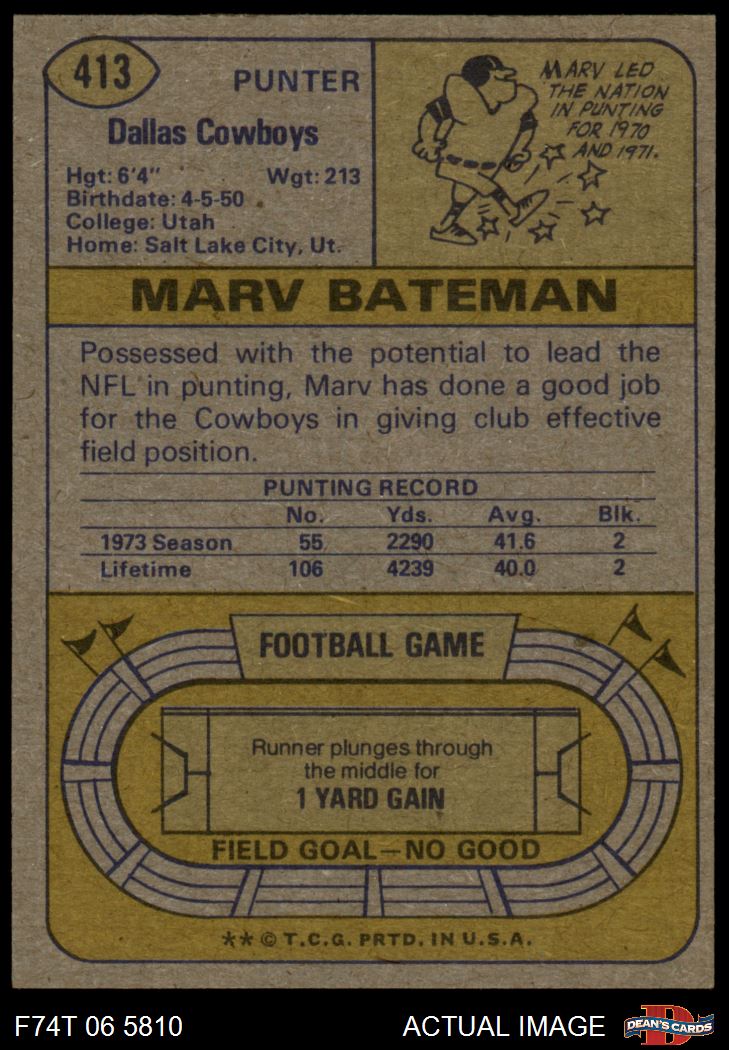 413
PUNTER
Dallas Cowboys
Hgt: 6'4" Wgt: 213
Birthdate: 4-5-50
College: Utah
Home: Salt Lake City, Ut.
MARV LED
THE NATION
IN PUNTING
FOR 1970
AND 1971.
MARV BATEMAN
Possessed with the potential to lead the
NFL in punting, Marv has done a good job
for the Cowboys in giving club effective
field position.
PUNTING RECORD
No. Yds. Avg. Blk.
1973 Season 55 2290 41.6 2
Lifetime 106 4239 40.0 2
FOOTBALL GAME
Runner plunges through
the middle for
1 YARD GAIN
FIELD GOAL—NO GOOD
** © T.C.G. PRTD. IN U.S.A.
F74T 06 5810
ACTUAL IMAGE
D
DEAN'S CARDS